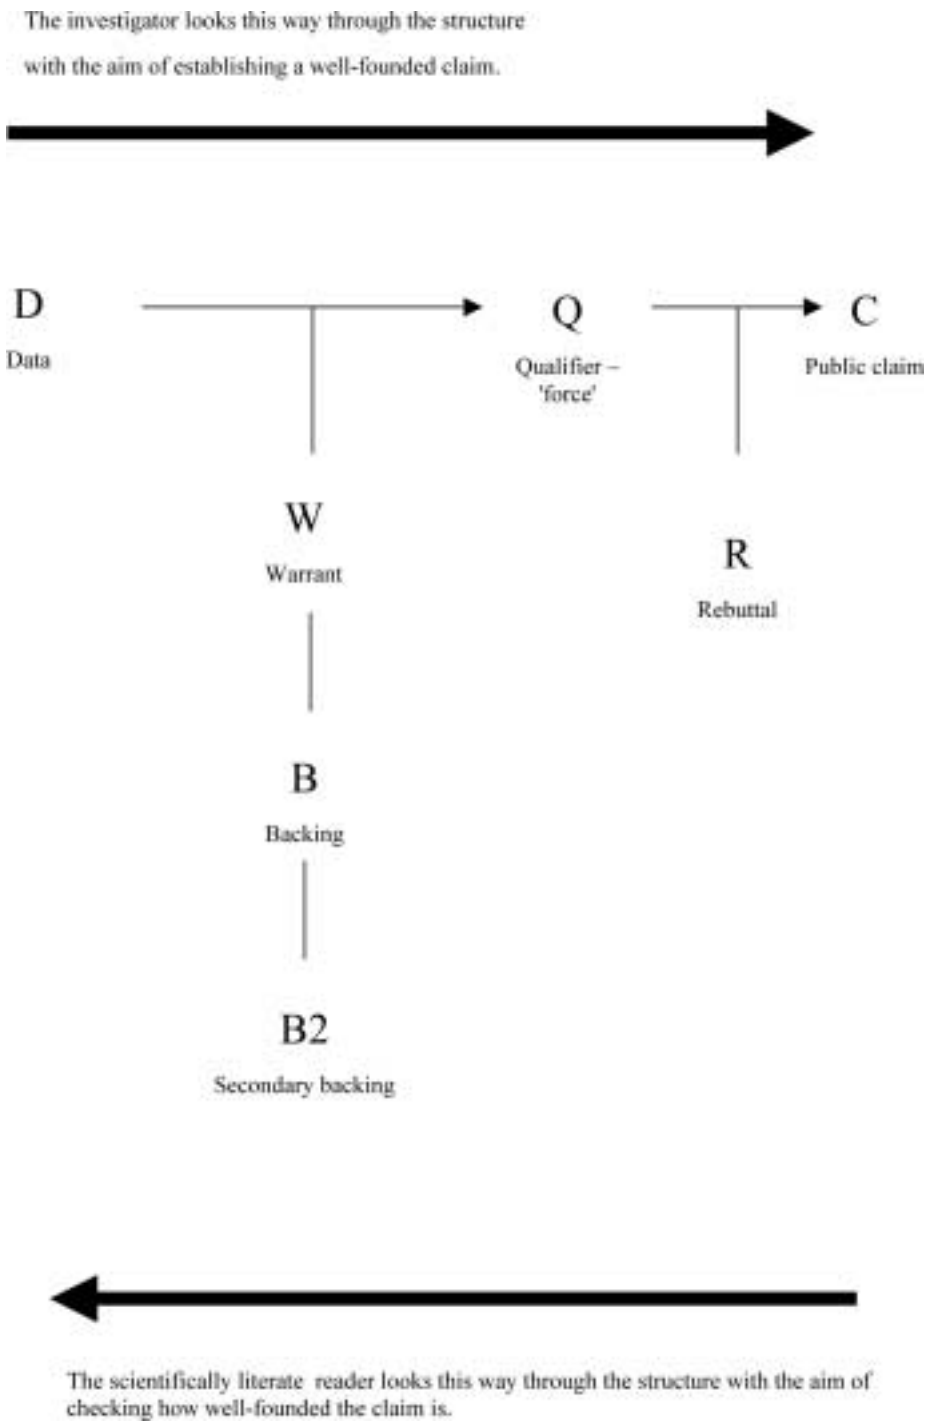 The investigator looks this way through the structure
with the aim of establishing a well-founded claim.
D
Q
C
Data
Qualifier –
'force'
Public claim
W
Warrant
R
Rebuttal
B
Backing
B2
Secondary backing
The scientifically literate reader looks this way through the structure with the aim of
checking how well-founded the claim is.